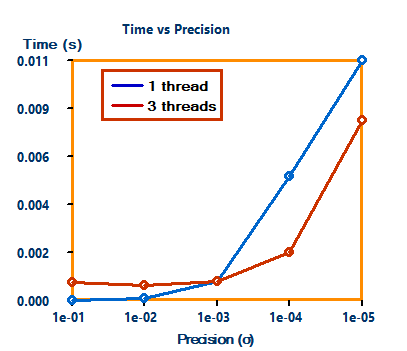 Time vs Precision
Time (s)
0.011
1 thread
3 threads
0.009
0.006
0.004
0.002
0.000
1e-01 1e-02 1e-03 1e-04 1e-05
Precision (σ)